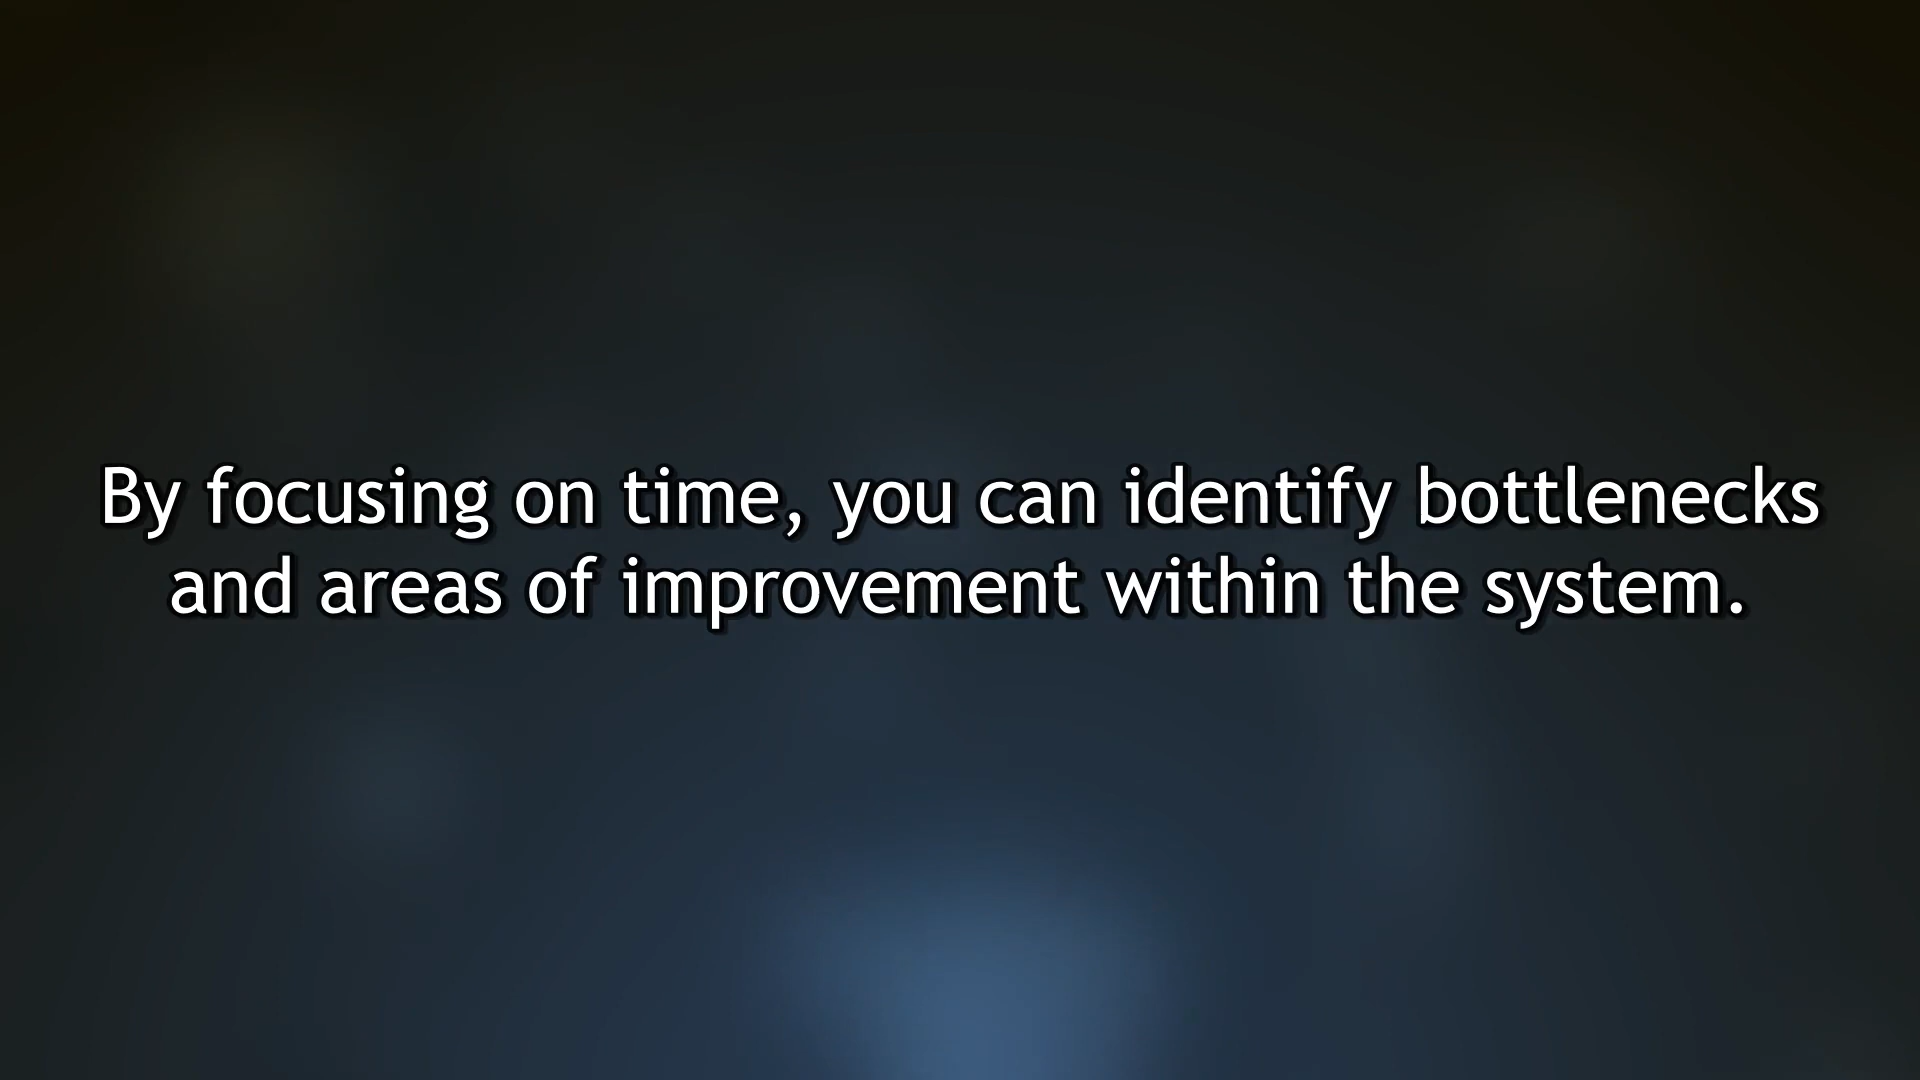 By focusing on time, you can identify bottlenecks
and areas of improvement within the system.